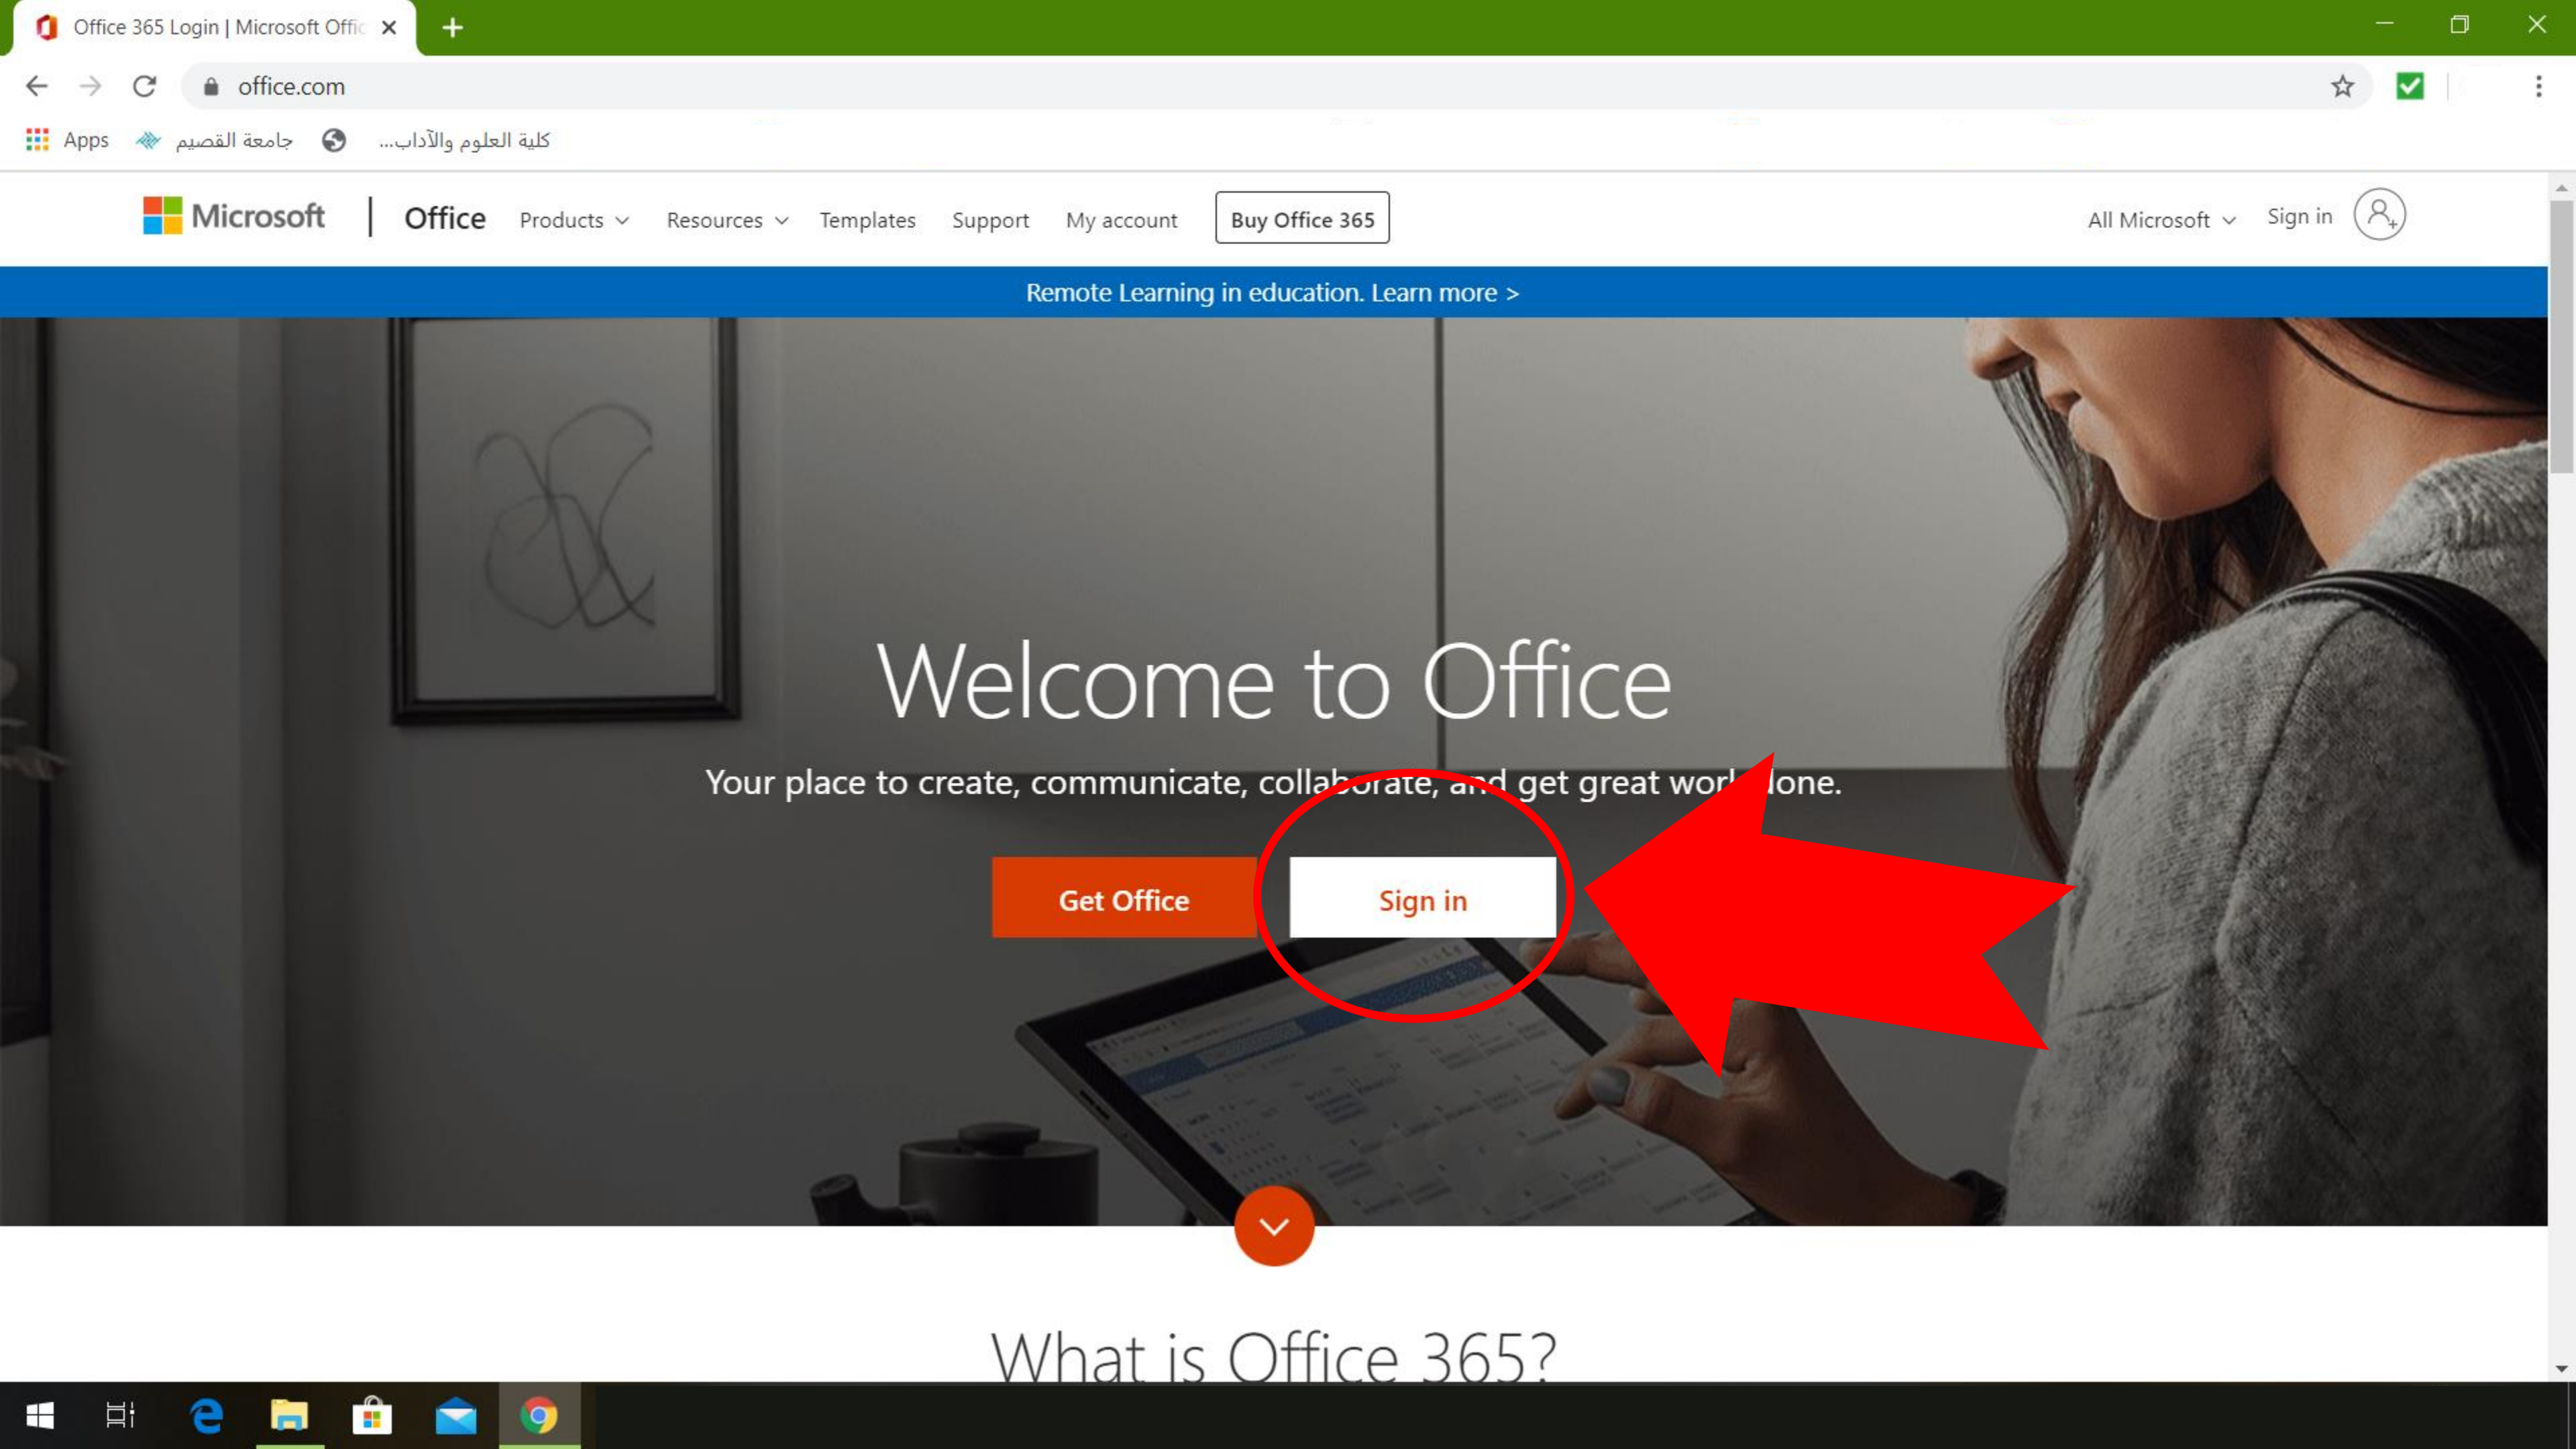 Office 365 Login | Microsoft Offic
office.com
Apps جامعة القصيم كلية العلوم والآداب...
Microsoft | Office Products Resources Templates Support My account Buy Office 365 All Microsoft Sign in
Remote Learning in education. Learn more >
Welcome to Office
Your place to create, communicate, collaborate, and get great work done.
Get Office Sign in
What is Office 365?